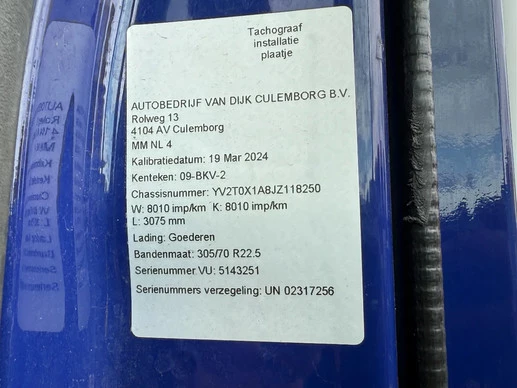 Tachograaf
installatie
plaatje
AUTOBEDRIJF VAN DIJK CULEMBORG B.V.
Rolweg 13
4104 AV Culemborg
MM NL 4
Kalibratiedatum: 19 Mar 2024
Kenteken: 09-BKV-2
Chassisnummer: YV2T0X1A8JZ118250
W: 8010 imp/km K: 8010 imp/km
L: 3075 mm
Lading: Goederen
Bandenmaat: 305/70 R22.5
Serienummer VU: 5143251
Serienummers verzegeling: UN 02317256